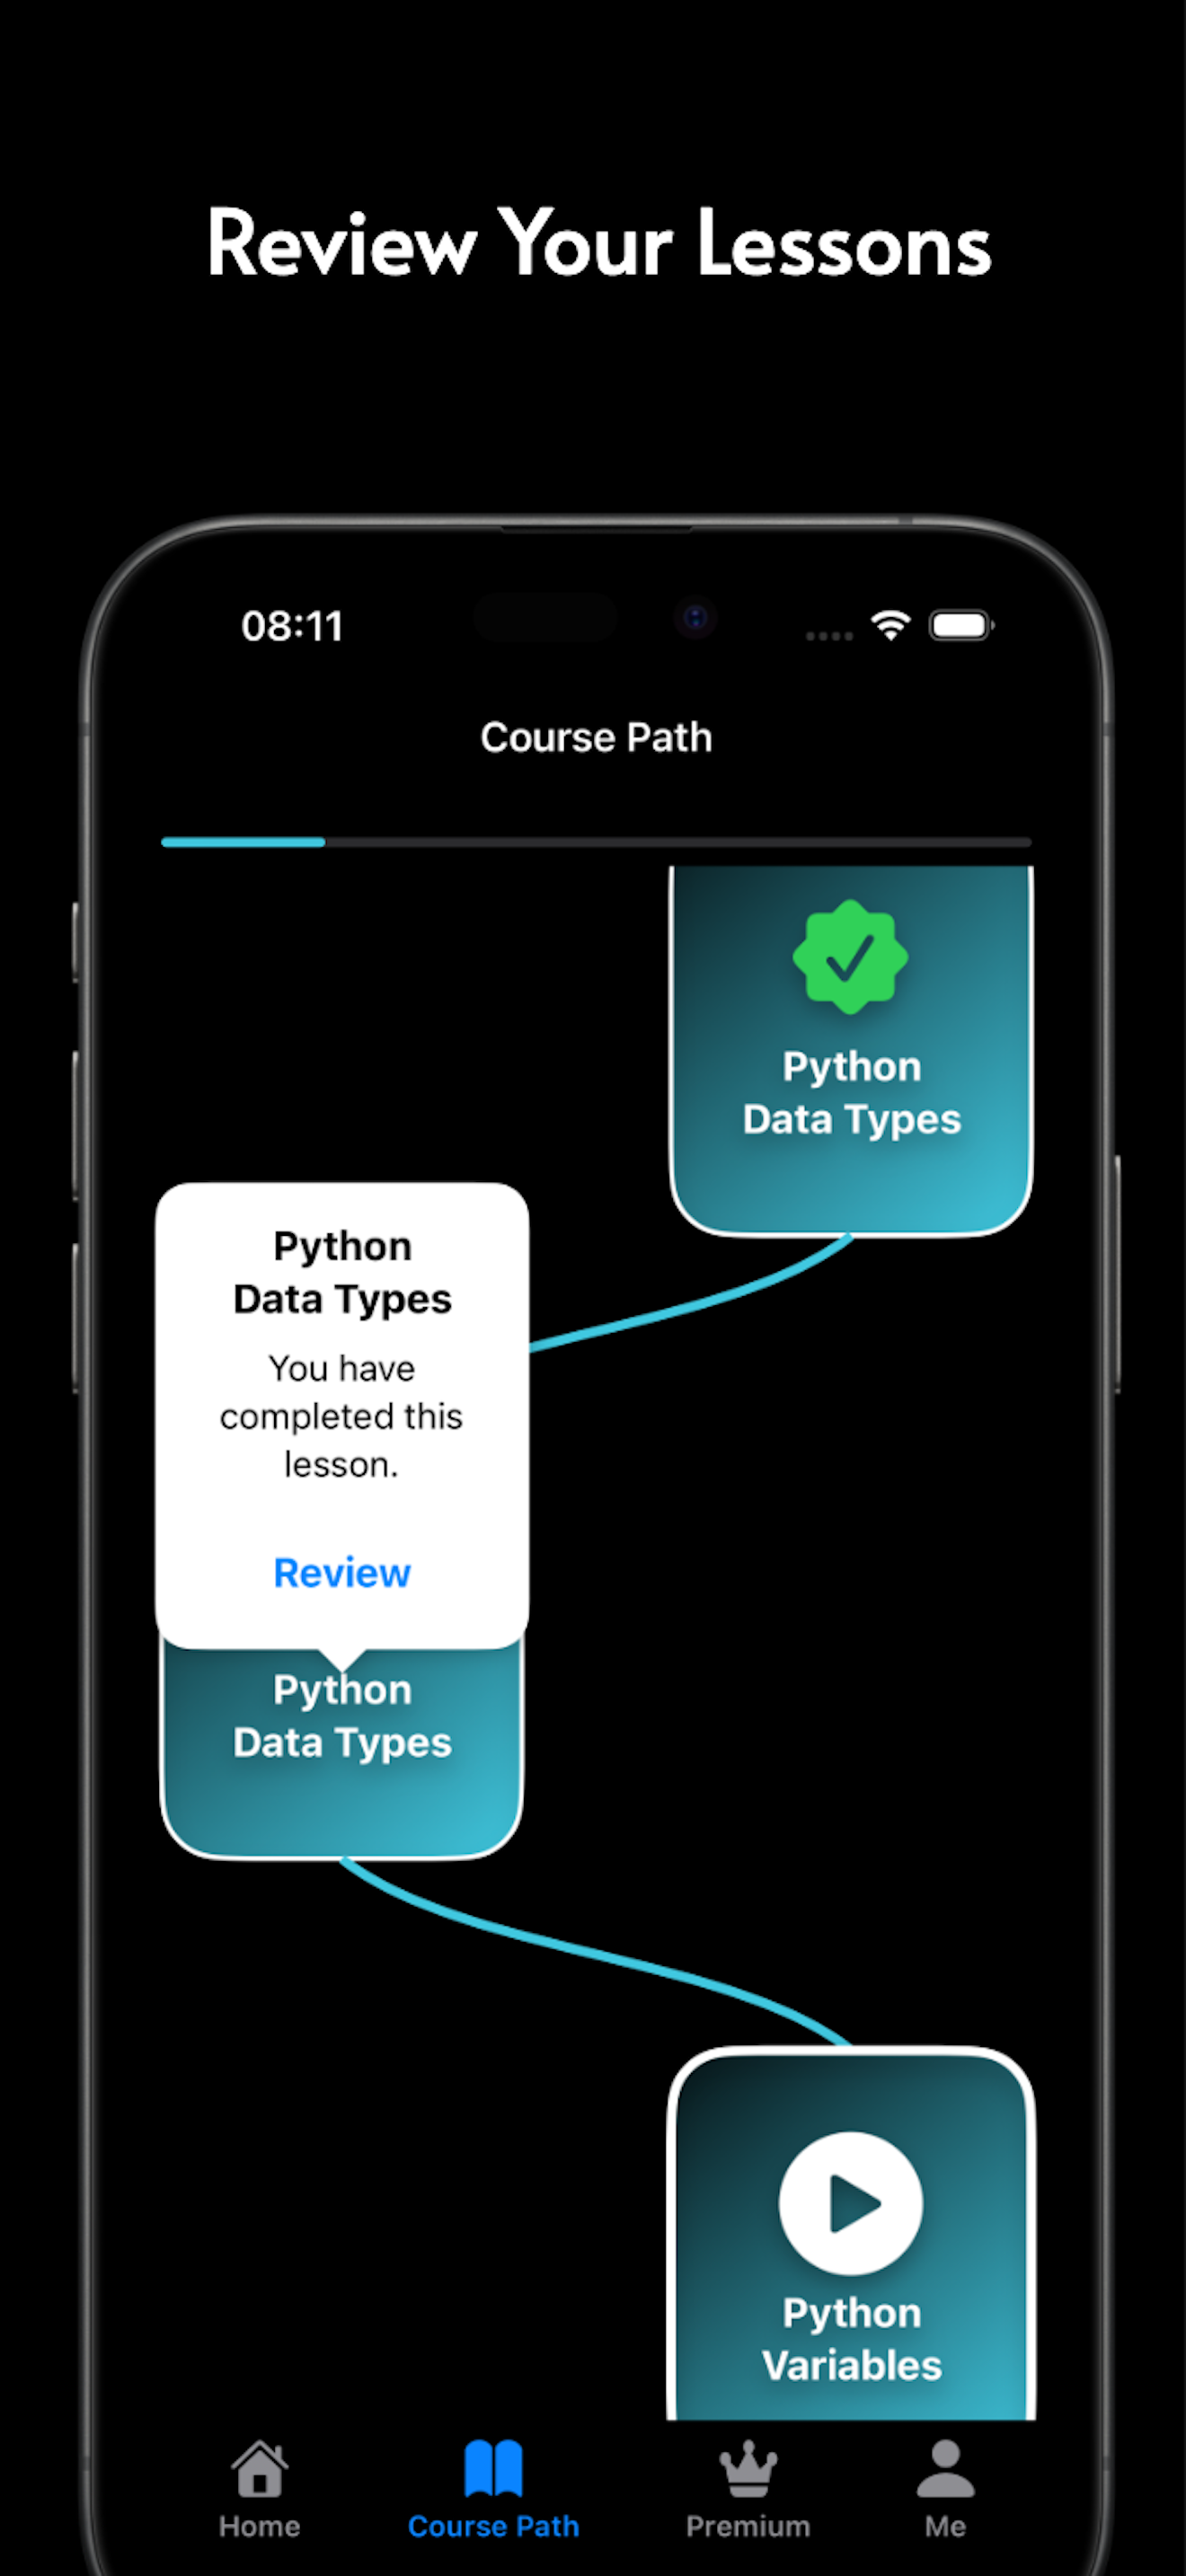 Review Your Lessons
08:11
Course Path
Python
Data Types
Python
Data Types
You have
completed this
lesson.
Review
Python
Data Types
Python
Variables
Home
Course Path
Premium
Me